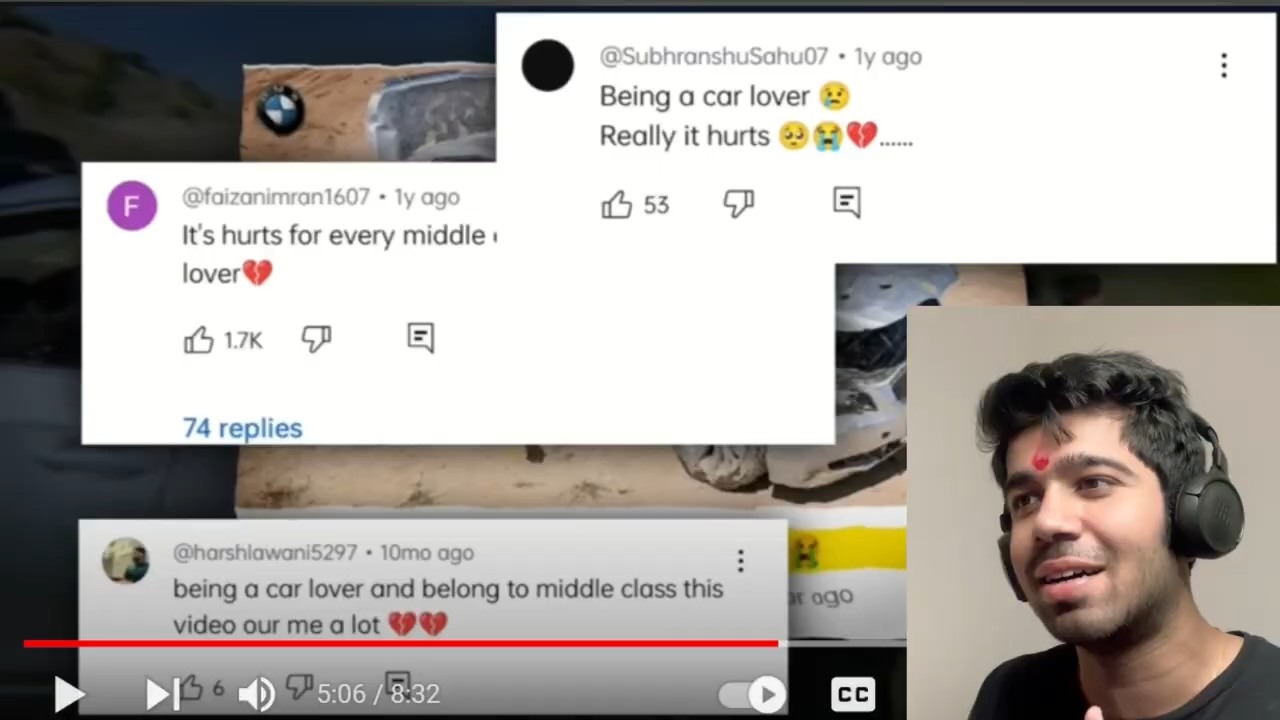 @SubhranshuSahu07 • 1y ago
Being a car lover 😢
Really it hurts 🥺😭💔......
53
F
@faizanimran1607 • 1y ago
It's hurts for every middle
lover💔
1.7K
74 replies
@harshlawani5297 • 10mo ago
being a car lover and belong to middle class this
video our me a lot 💔💔
6
ago
5:06 / 8:32
CC